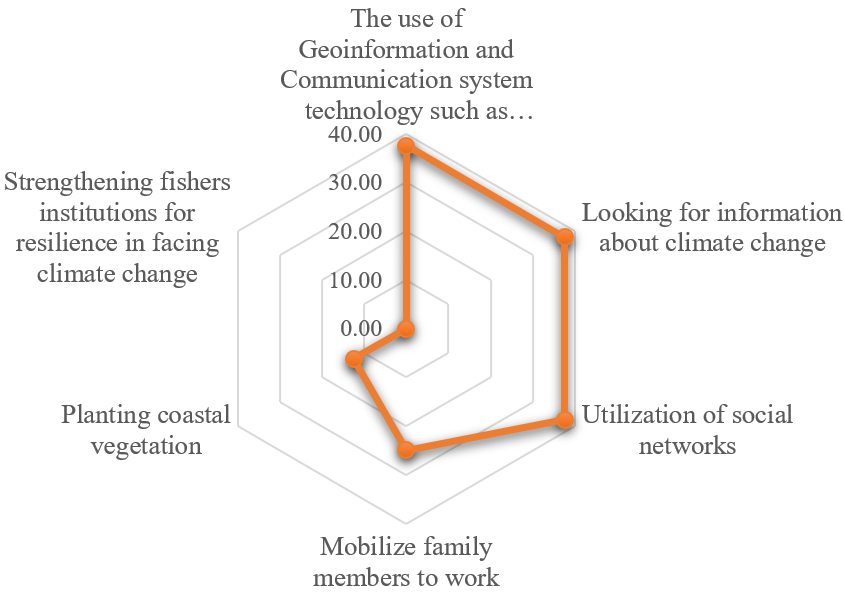 The use of
Geoinformation and
Communication system
technology such as…
40.00
30.00
20.00
10.00
0.00
Looking for information
about climate change
Utilization of social
networks
Mobilize family
members to work
Planting coastal
vegetation
Strengthening fishers
institutions for
resilience in facing
climate change